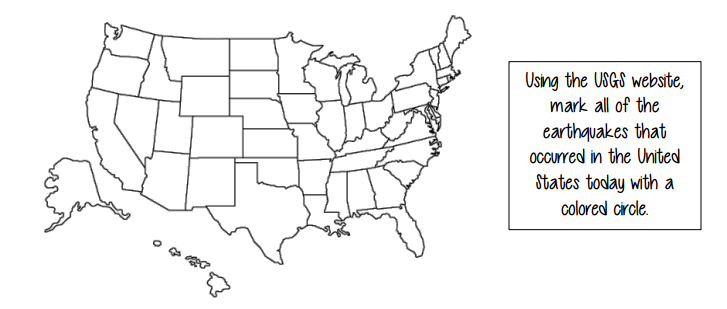 Using the USGS website,
mark all of the
earthquakes that
occurred in the United
States today with a
colored circle.